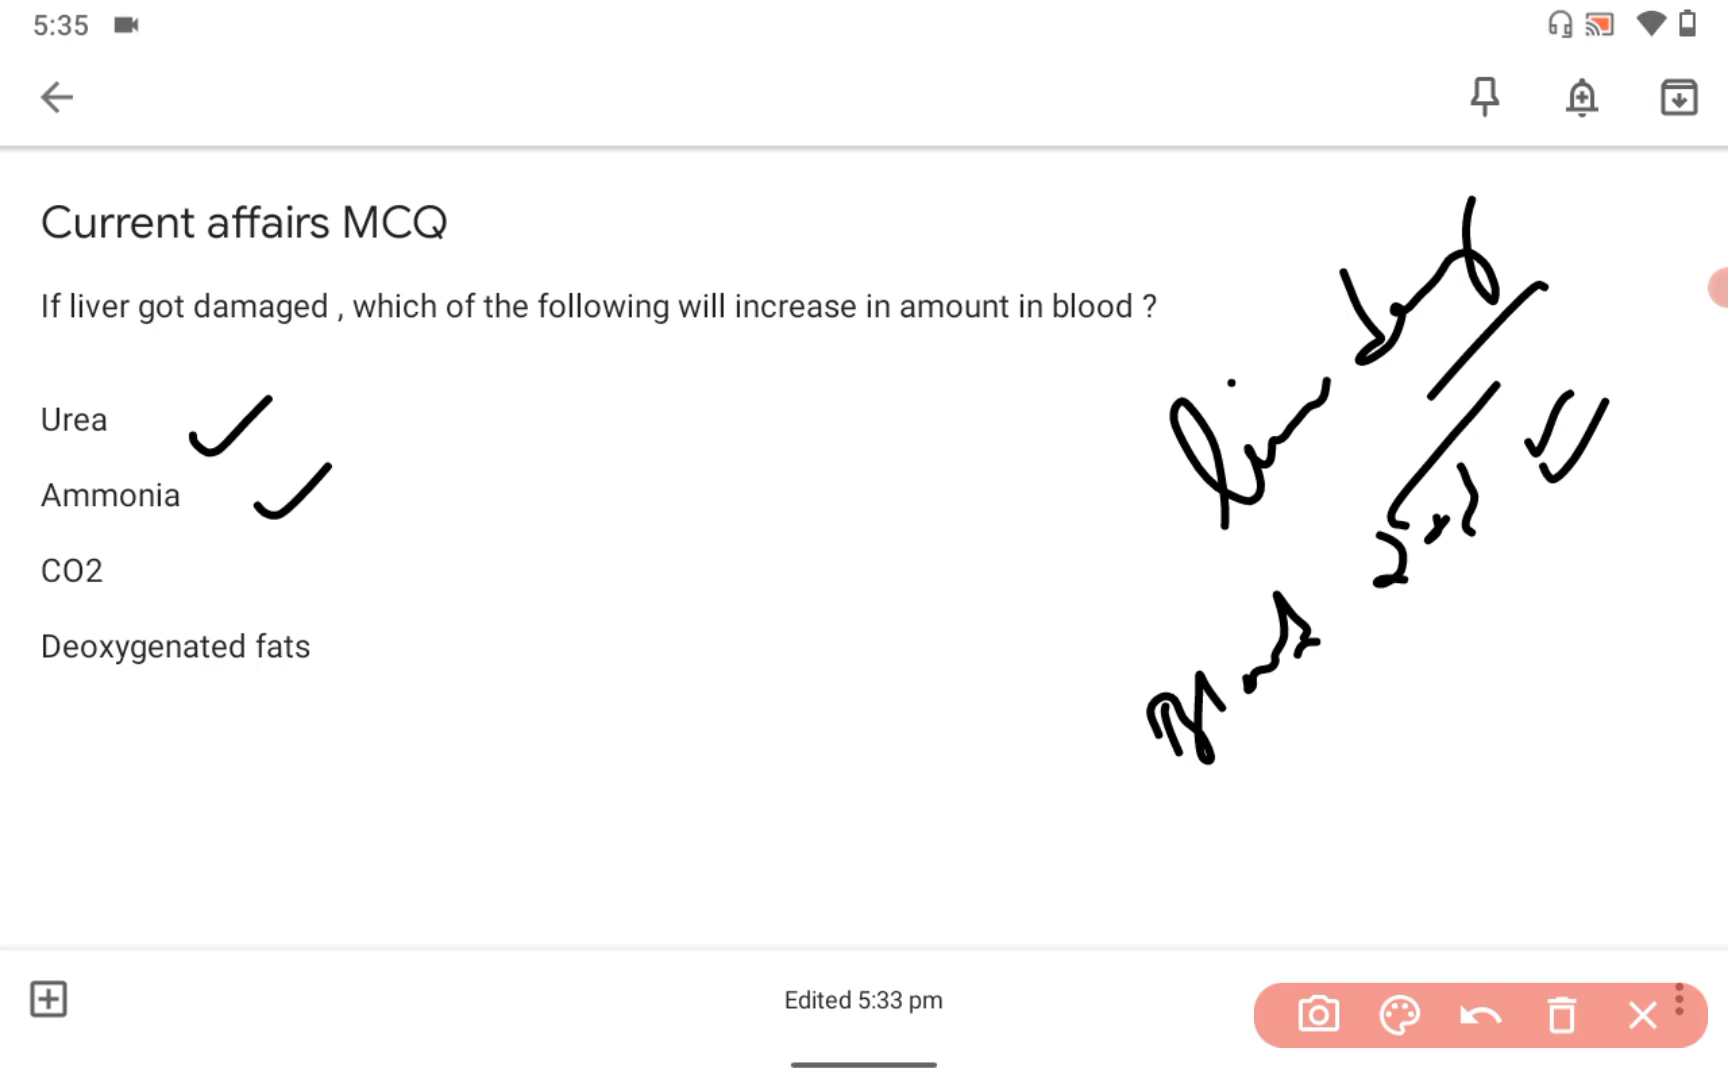 5:35
Current affairs MCQ
If liver got damaged , which of the following will increase in amount in blood ?
Urea
Ammonia
CO2
Deoxygenated fats
Edited 5:33 pm